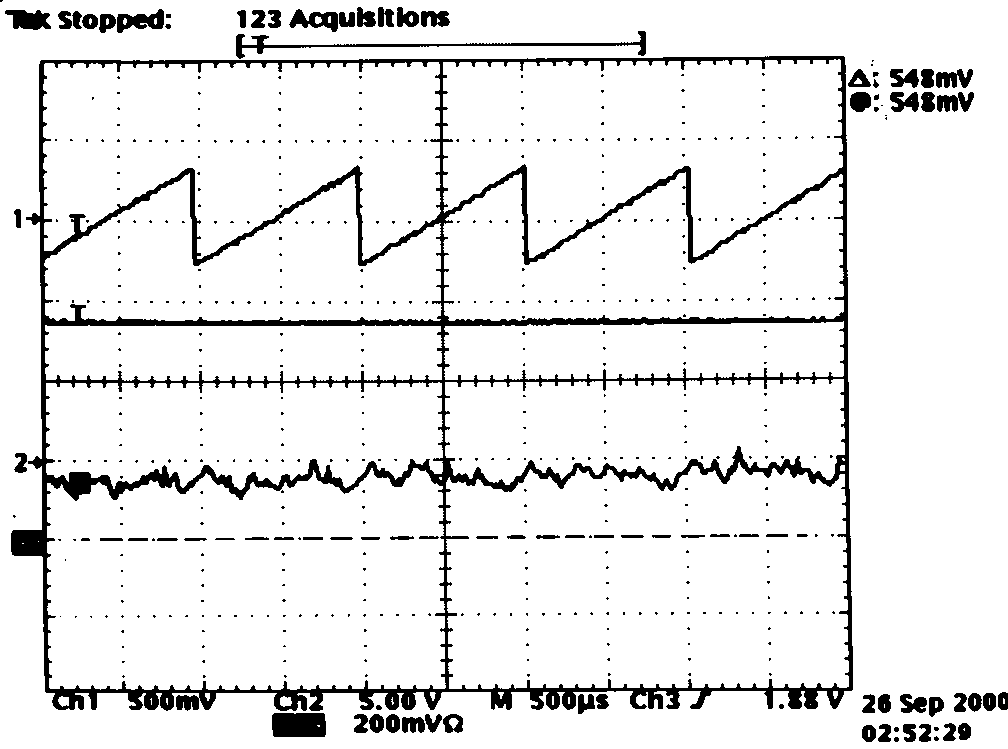 Tek Stopped: 123 Acquisitions
[ T ]
Δ: 548mV
@: 548mV
1→
T
T
2→
Ch1 500mV Ch2 5.00 V M 500µs Ch3 ∫ 1.88 V
200mVΩ
26 Sep 2000
02:52:29